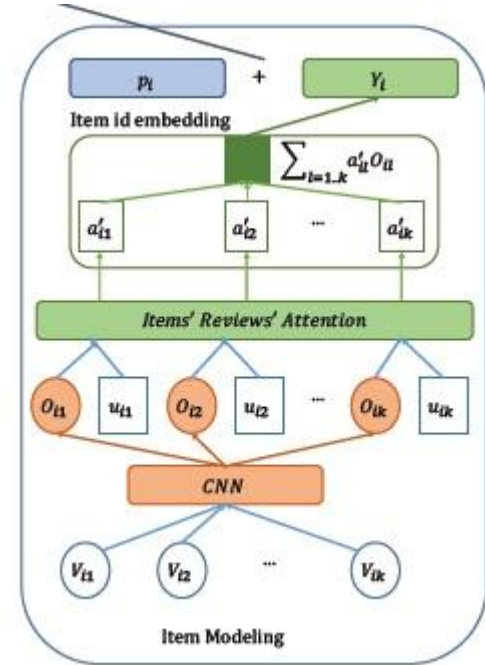 p_i + Y_i
Item id embedding
∑_{l=1..k} a'_{il} O_{il}
a'_{i1} a'_{i2} ... a'_{ik}
Items' Reviews' Attention
O_{i1} u_{i1} O_{i2} u_{i2} ... O_{ik} u_{ik}
CNN
V_{i1} V_{i2} ... V_{ik}
Item Modeling